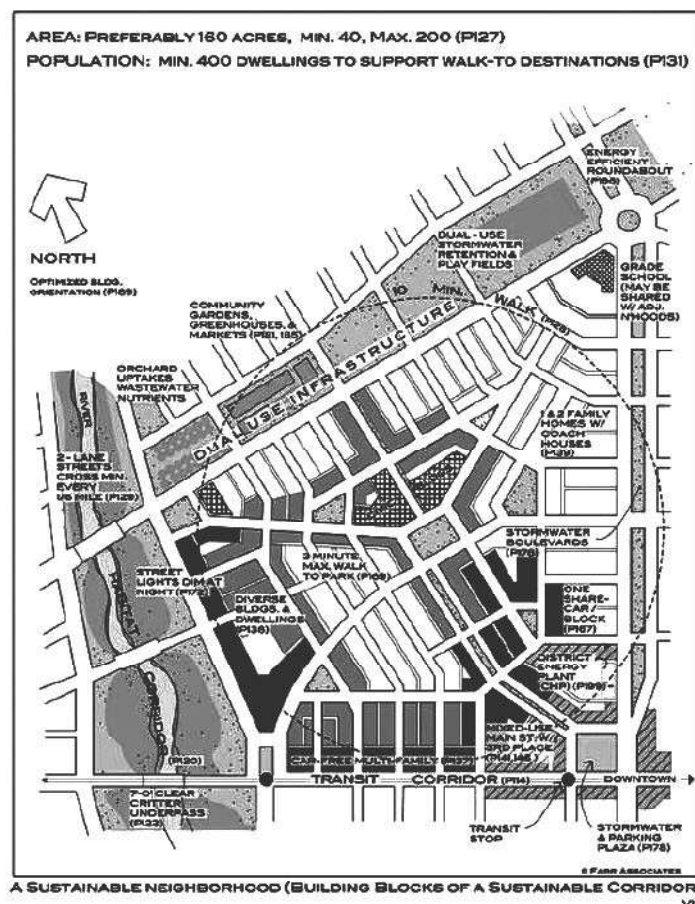 AREA: PREFERABLY 160 ACRES, MIN. 40, MAX. 200 (P127)
POPULATION: MIN. 400 DWELLINGS TO SUPPORT WALK-TO DESTINATIONS (P131)
ENERGY
EFFICIENT
ROUNDABOUT
NORTH
OPTIMIZED BLDG.
ORIENTATION (P189)
DUAL - USE
STORMWATER
RETENTION &
PLAY FIELDS
GRADE
SCHOOL
(MAY BE
SHARED
W/ ADJ.
N'HOODS)
10 MIN. WALK
COMMUNITY
GARDENS,
GREENHOUSES, &
MARKETS
DUAL USE INFRASTRUCTURE
ORCHARD
UPTAKES
WASTEWATER
NUTRIENTS
RIVER
2 - LANE
STREETS
CROSS MIN.
EVERY
1 & 2 FAMILY
HOMES W/
COACH
HOUSES
STORMWATER
BOULEVARDS (P176)
STREET
LIGHTS DIM AT
NIGHT
3 MINUTE
MAX. WALK
TO PARK
DIVERSE
BLDGS. &
DWELLINGS
ONE
SHARE-
CAR /
BLOCK
(P167)
HABITAT CORRIDOR
(P120)
DISTRICT
ENERGY
PLANT
(CHP) (P199)
MIXED-USE
MAIN ST. W/
3RD PLACE
CAR-FREE MULTI-FAMILY
TRANSIT CORRIDOR (P114)
DOWNTOWN
7'-0" CLEAR
CRITTER
UNDERPASS
(P122)
TRANSIT
STOP
STORMWATER
& PARKING
PLAZA (P178)
© FARR ASSOCIATES
A SUSTAINABLE NEIGHBORHOOD (BUILDING BLOCKS OF A SUSTAINABLE CORRIDOR